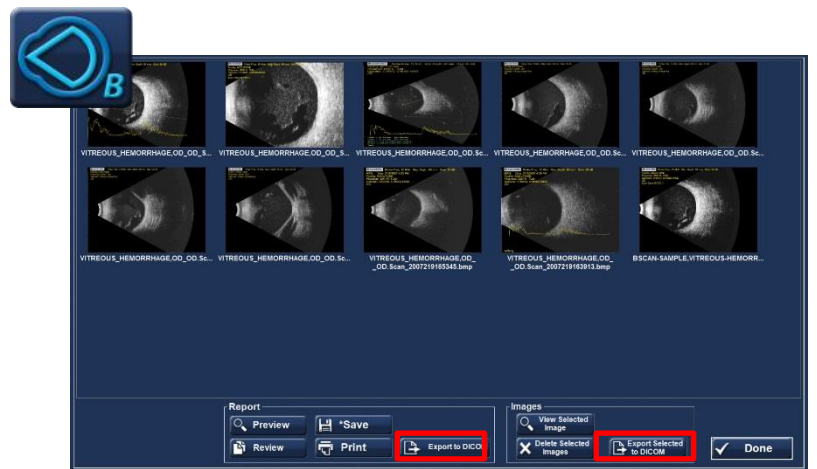 B
VITREOUS_HEMORRHAGE,OD_OD_S...
VITREOUS_HEMORRHAGE,OD_OD_S...
VITREOUS_HEMORRHAGE,OD_OD.Sc...
VITREOUS_HEMORRHAGE,OD_OD.Sc...
VITREOUS_HEMORRHAGE,OD_OD.Sc...
VITREOUS_HEMORRHAGE,OD_OD.Sc...
VITREOUS_HEMORRHAGE,OD_OD.Sc...
VITREOUS_HEMORRHAGE,OD_
_OD.Scan_2007219165345.bmp
VITREOUS_HEMORRHAGE,OD_
_OD.Scan_2007219163913.bmp
BSCAN-SAMPLE,VITREOUS-HEMORR...
Report
Preview
*Save
Review
Print
Export to DICO
Images
View Selected
Image
Delete Selected
Images
Export Selected
to DICOM
Done